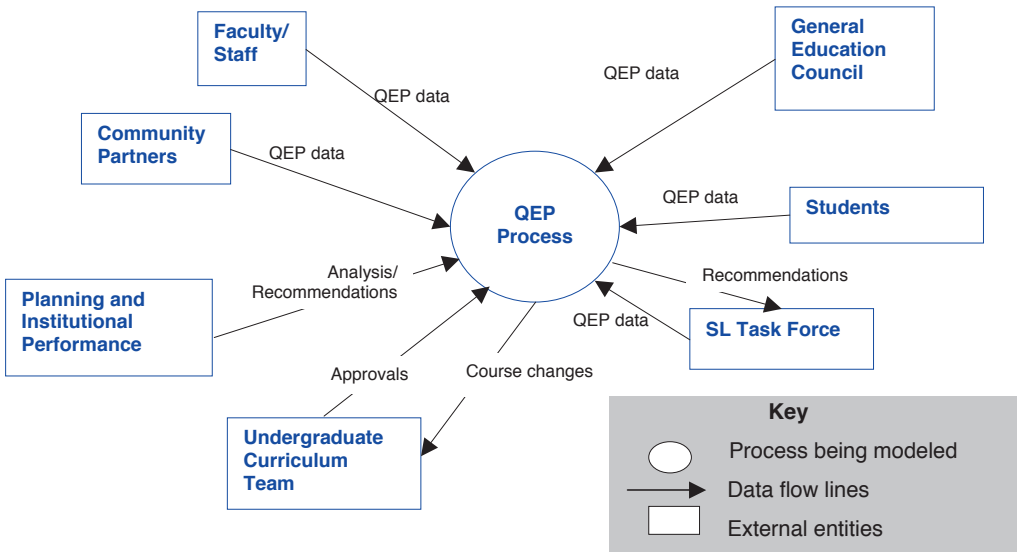 Faculty/
Staff
General
Education
Council
QEP data
QEP data
Community
Partners
QEP data
QEP data
Students
QEP
Process
Analysis/
Recommendations
Recommendations
Planning and
Institutional
Performance
QEP data
SL Task Force
Approvals
Course changes
Undergraduate
Curriculum
Team
Key
Process being modeled
Data flow lines
External entities